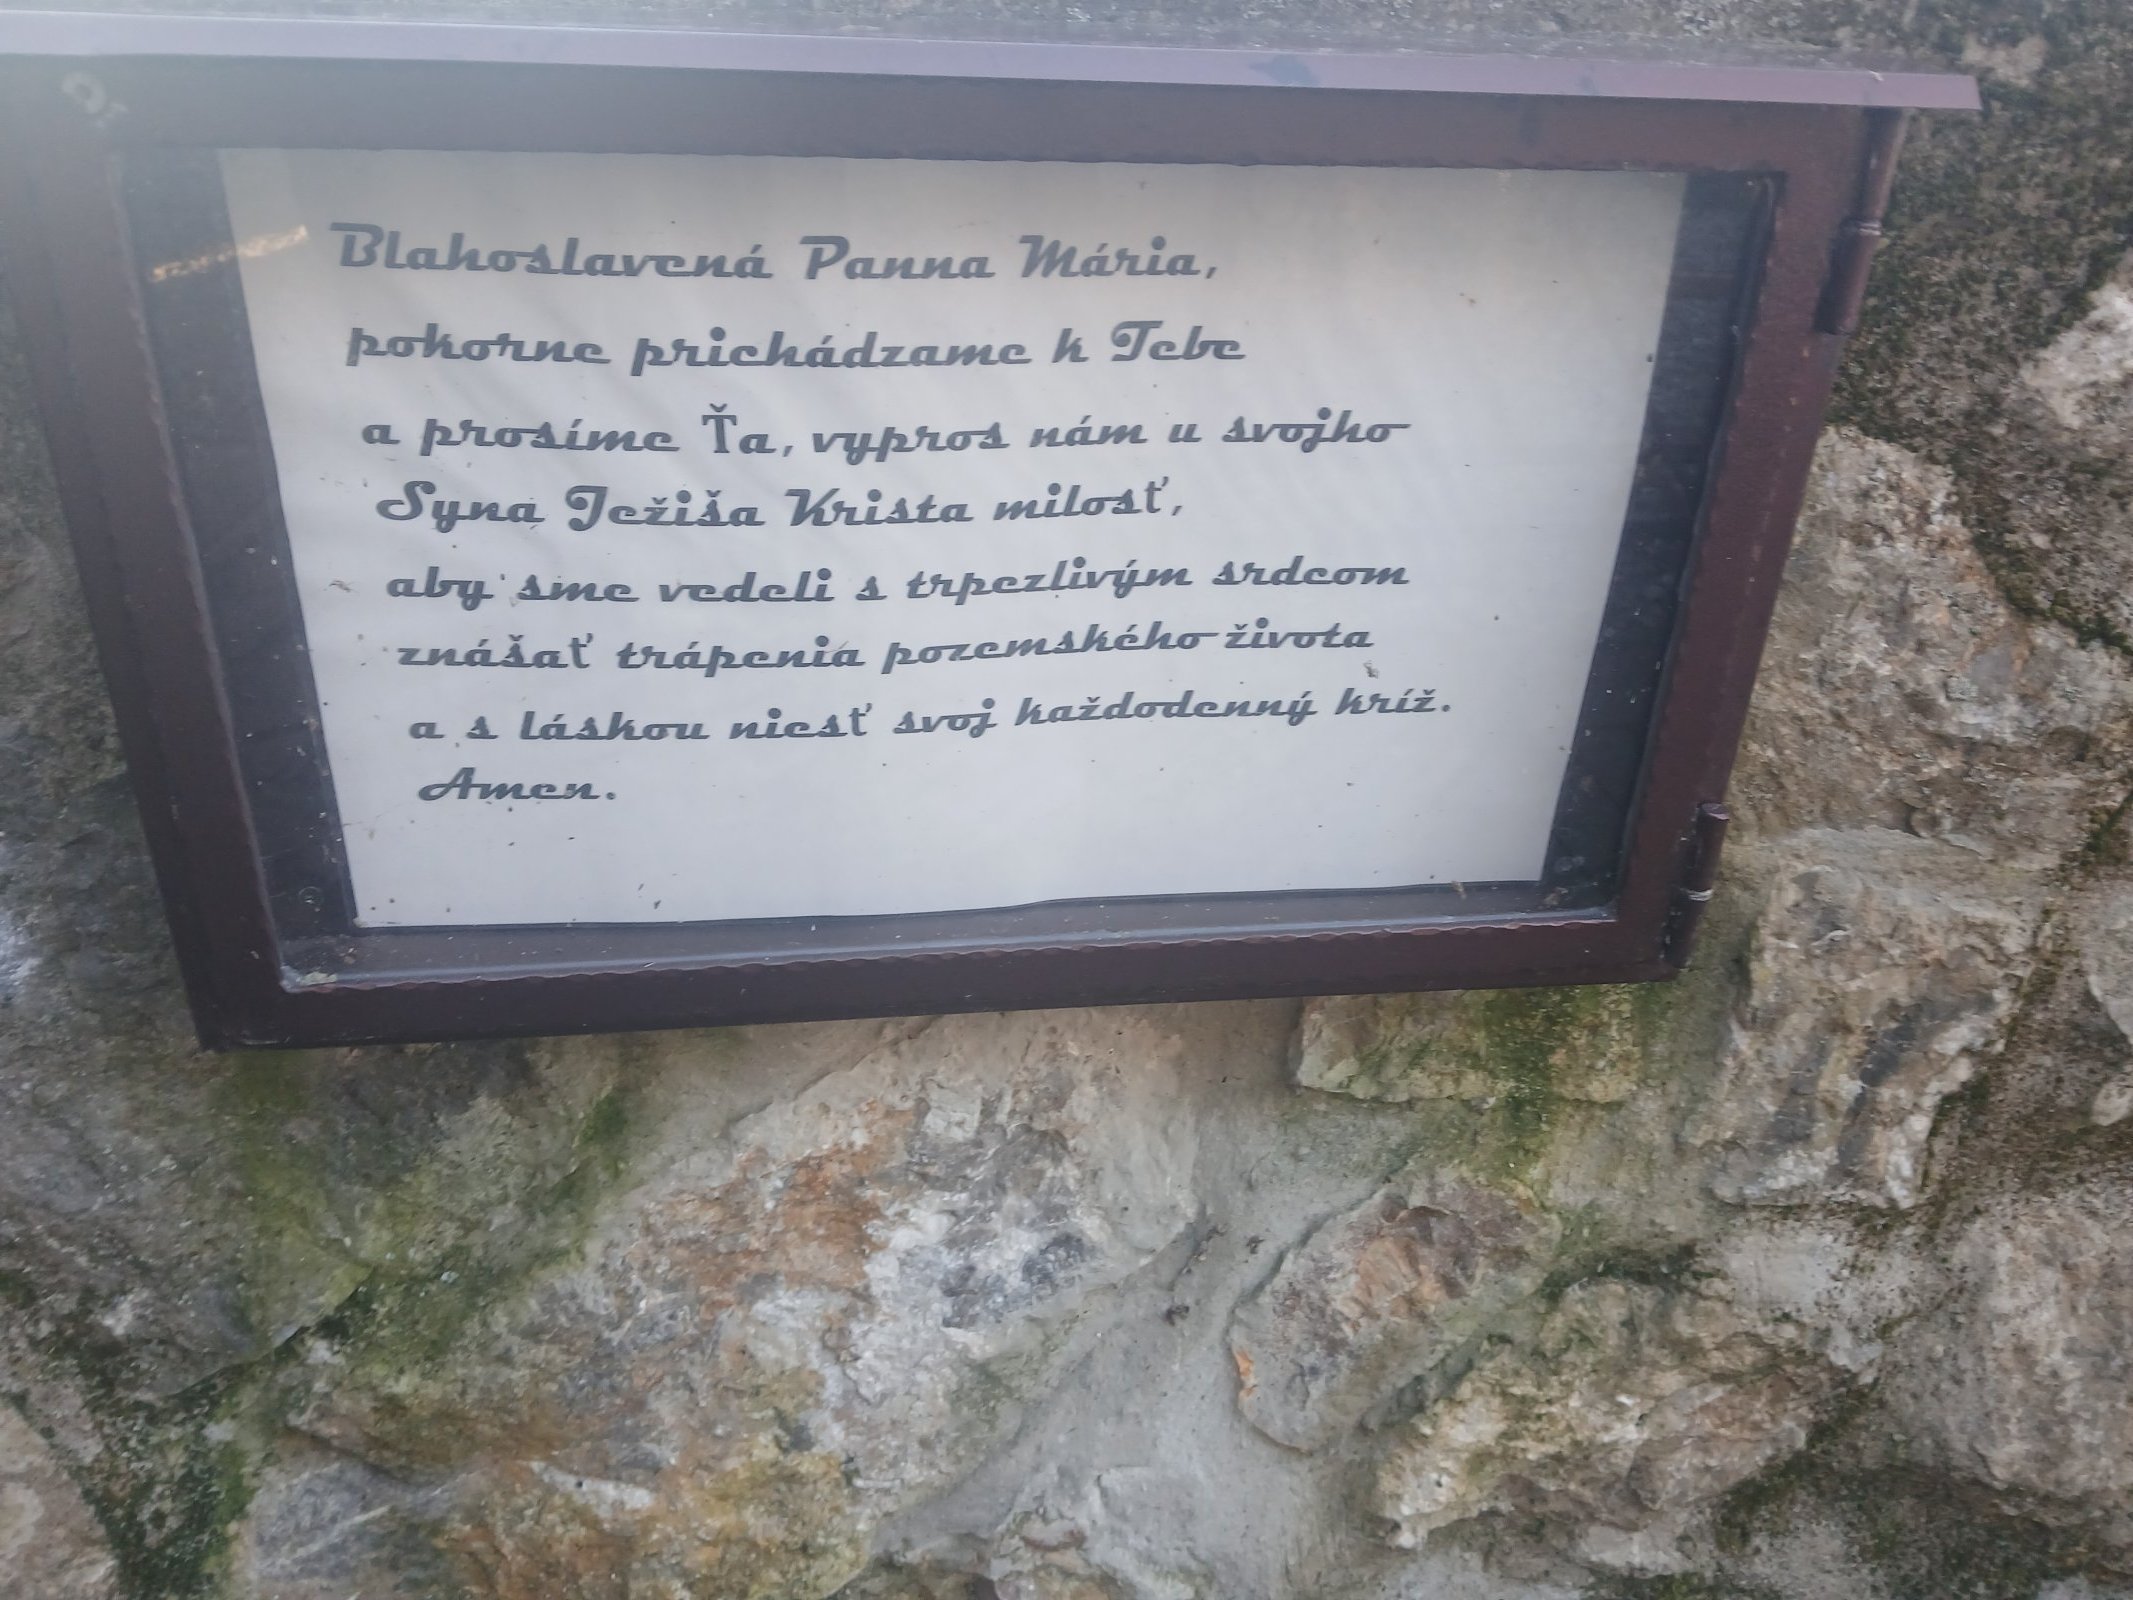 Blahoslavená Panna Mária,
pokorne prichádzame k Tebe
a prosíme Ťa, vypros nám u svojho
Syna Ježiša Krista milosť,
aby sme vedeli s trpezlivým srdcom
znášať trápenia pozemského života
a s láskou niesť svoj každodenný kríž.
Amen.